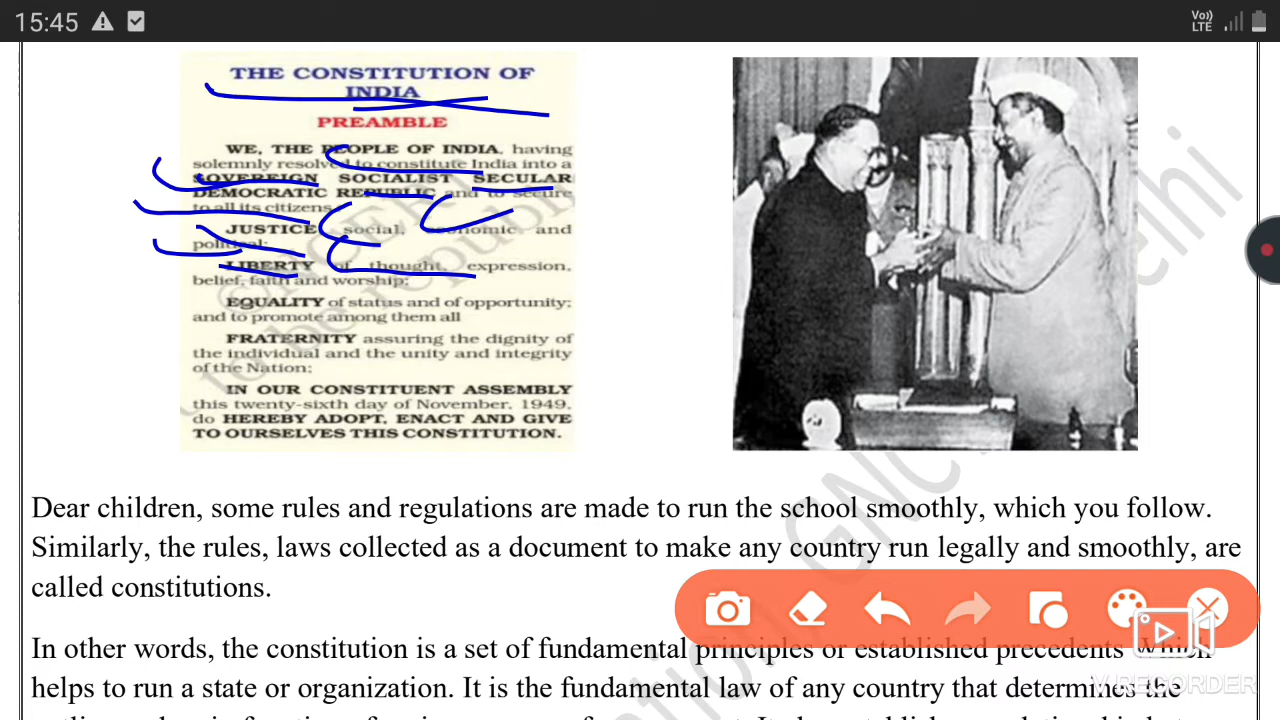 15:45
Vo))
LTE
THE CONSTITUTION OF
INDIA
PREAMBLE
WE, THE PEOPLE OF INDIA, having
solemnly resolved to constitute India into a
SOVEREIGN SOCIALIST SECULAR
DEMOCRATIC REPUBLIC and to secure
to all its citizens
JUSTICE social, economic and
political;
LIBERTY of thought, expression,
belief, faith and worship;
EQUALITY of status and of opportunity;
and to promote among them all
FRATERNITY assuring the dignity of
the individual and the unity and integrity
of the Nation;
IN OUR CONSTITUENT ASSEMBLY
this twenty-sixth day of November, 1949,
do HEREBY ADOPT, ENACT AND GIVE
TO OURSELVES THIS CONSTITUTION.
Dear children, some rules and regulations are made to run the school smoothly, which you follow.
Similarly, the rules, laws collected as a document to make any country run legally and smoothly, are
called constitutions.
In other words, the constitution is a set of fundamental principles or established precedents Which
helps to run a state or organization. It is the fundamental law of any country that determines the
V RECORDER